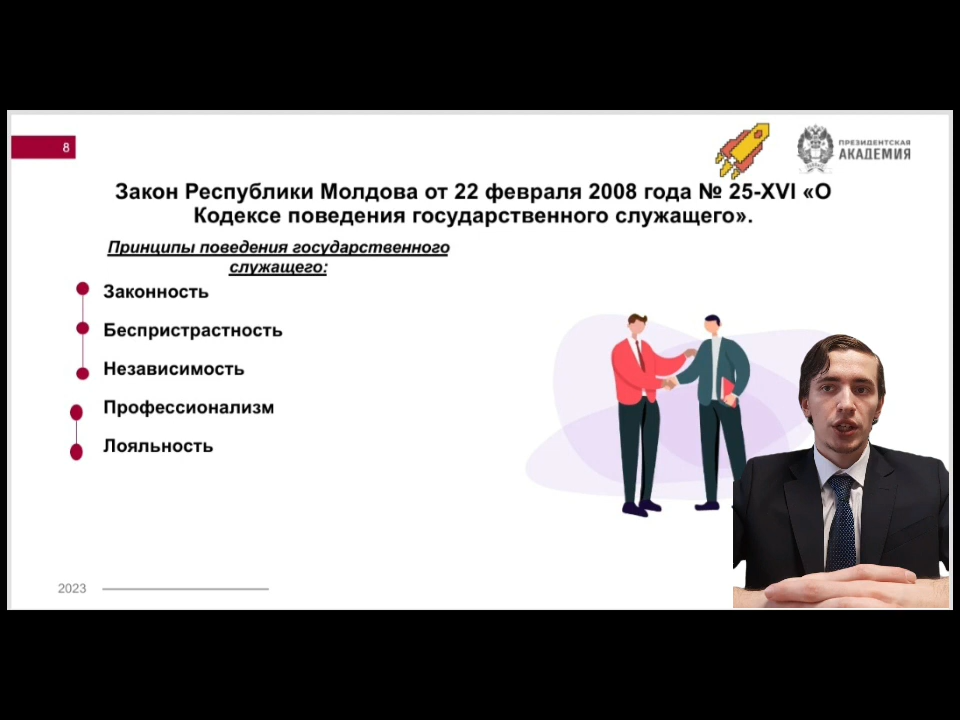 8
ПРЕЗИДЕНТСКАЯ
АКАДЕМИЯ
Закон Республики Молдова от 22 февраля 2008 года № 25-XVI «О
Кодексе поведения государственного служащего».
Принципы поведения государственного
служащего:
Законность
Беспристрастность
Независимость
Профессионализм
Лояльность
2023